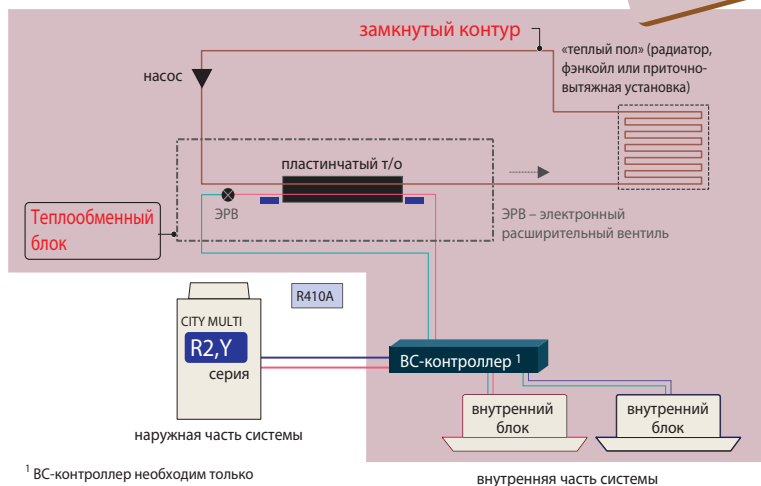 замкнутый контур
«теплый пол» (радиатор,
фэнкойл или приточно-
вытяжная установка)
насос
пластинчатый т/о
ЭРВ
Теплообменный
блок
ЭРВ – электронный
расширительный вентиль
R410A
CITY MULTI
R2,Y
серия
BC-контроллер 1
внутренний
блок
внутренний
блок
наружная часть системы
1 BC-контроллер необходим только
внутренняя часть системы